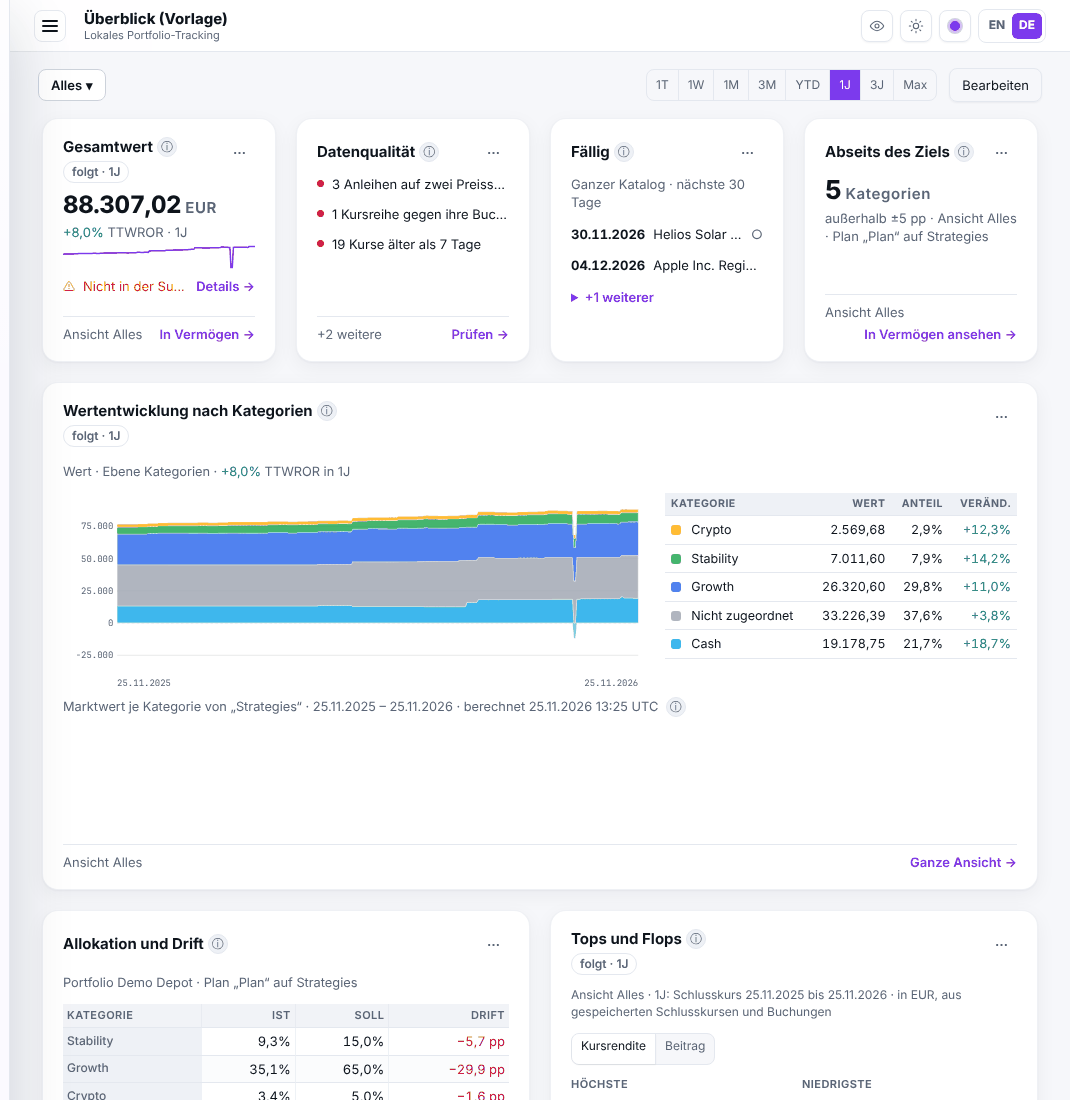 Überblick (Vorlage)
Lokales Portfolio-Tracking
EN DE
Alles ▾
1T 1W 1M 3M YTD 1J 3J Max
Bearbeiten
Gesamtwert ⓘ ...
folgt · 1J
88.307,02 EUR
+8,0% TTWROR · 1J
⚠ Nicht in der Su... Details →
Ansicht Alles In Vermögen →
Datenqualität ⓘ ...
3 Anleihen auf zwei Preiss...
1 Kursreihe gegen ihre Buc...
19 Kurse älter als 7 Tage
+2 weitere Prüfen →
Fällig ⓘ ...
Ganzer Katalog · nächste 30
Tage
30.11.2026 Helios Solar ...
04.12.2026 Apple Inc. Regi...
▶ +1 weiterer
Abseits des Ziels ⓘ ...
5 Kategorien
außerhalb ±5 pp · Ansicht Alles
· Plan „Plan“ auf Strategies
Ansicht Alles
In Vermögen ansehen →
Wertentwicklung nach Kategorien ⓘ ...
folgt · 1J
Wert · Ebene Kategorien · +8,0% TTWROR in 1J
75.000
50.000
25.000
0
-25.000
25.11.2025 25.11.2026
KATEGORIE WERT ANTEIL VERÄND.
Crypto 2.569,68 2,9% +12,3%
Stability 7.011,60 7,9% +14,2%
Growth 26.320,60 29,8% +11,0%
Nicht zugeordnet 33.226,39 37,6% +3,8%
Cash 19.178,75 21,7% +18,7%
Marktwert je Kategorie von „Strategies“ · 25.11.2025 – 25.11.2026 · berechnet 25.11.2026 13:25 UTC ⓘ
Ansicht Alles Ganze Ansicht →
Allokation und Drift ⓘ ...
Portfolio Demo Depot · Plan „Plan“ auf Strategies
KATEGORIE IST SOLL DRIFT
Stability 9,3% 15,0% −5,7 pp
Growth 35,1% 65,0% −29,9 pp
Crypto 3,4% 5,0% −1,6 pp
Tops und Flops ⓘ ...
folgt · 1J
Ansicht Alles · 1J: Schlusskurs 25.11.2025 bis 25.11.2026 · in EUR, aus
gespeicherten Schlusskursen und Buchungen
Kursrendite Beitrag
HÖCHSTE NIEDRIGSTE